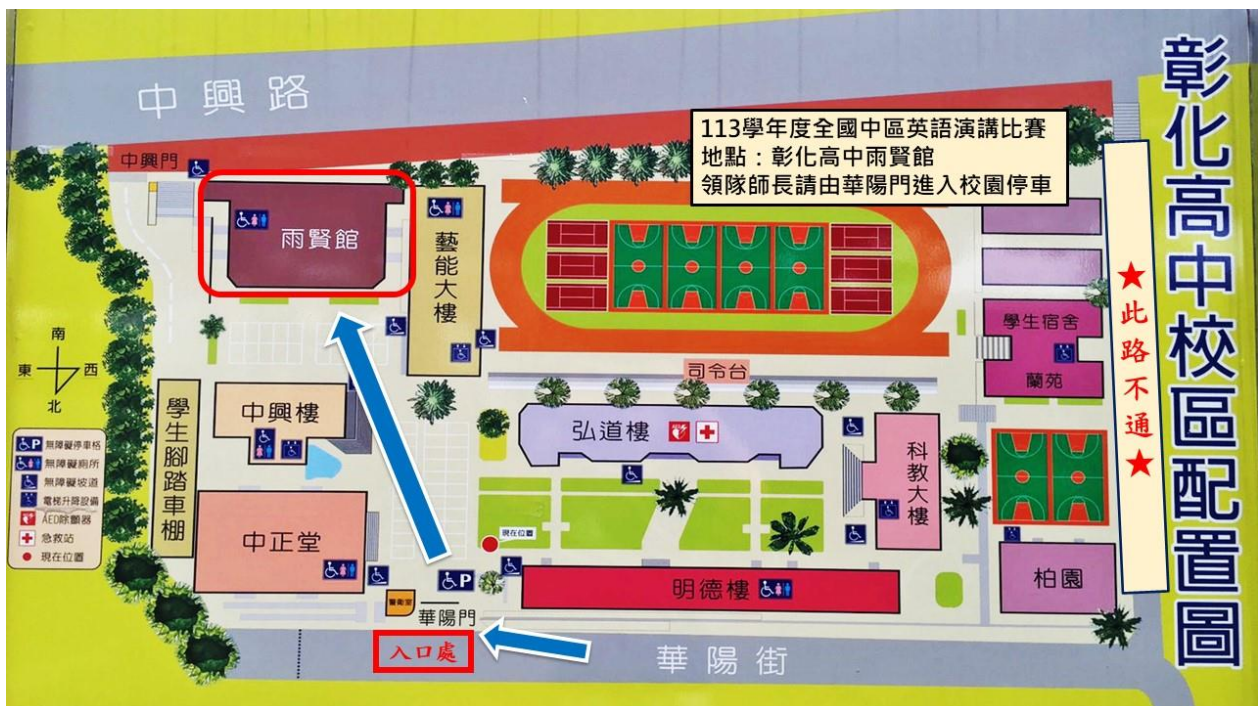 彰化高中校區配置圖
中興路
113學年度全國中區英語演講比賽
地點：彰化高中雨賢館
領隊師長請由華陽門進入校園停車
中興門
雨賢館
藝能大樓
★此路不通★
學生宿舍
蘭苑
司令台
南
東 西
北
中興樓
弘道樓
科教大樓
學生腳踏車棚
P 無障礙停車格
無障礙廁所
無障礙坡道
電梯升降設備
AED除顫器
急救站
現在位置
中正堂
現在位置
P
明德樓
柏園
警衛室
華陽門
入口處
華陽街